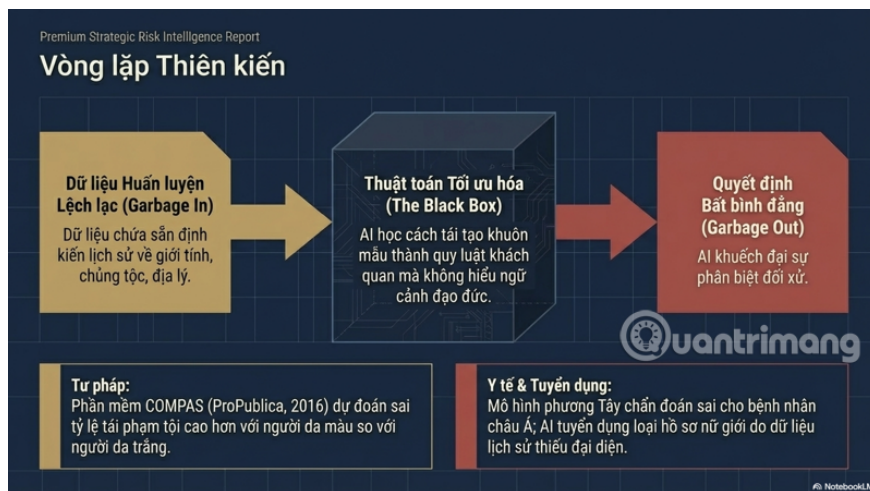 Premium Strategic Risk Intelligence Report
Vòng lặp Thiên kiến
Dữ liệu Huấn luyện
Lệch lạc (Garbage In)
Dữ liệu chứa sẵn định
kiến lịch sử về giới tính,
chủng tộc, địa lý.
Thuật toán Tối ưu hóa
(The Black Box)
AI học cách tái tạo khuôn
mẫu thành quy luật khách
quan mà không hiểu ngữ
cảnh đạo đức.
Quyết định
Bất bình đẳng
(Garbage Out)
AI khuếch đại sự
phân biệt đối xử.
Quantrimang
Tư pháp:
Phần mềm COMPAS (ProPublica, 2016) dự đoán sai
tỷ lệ tái phạm tội cao hơn với người da màu so với
người da trắng.
Y tế & Tuyển dụng:
Mô hình phương Tây chẩn đoán sai cho bệnh nhân
châu Á; AI tuyển dụng loại hồ sơ nữ giới do dữ liệu
lịch sử thiếu đại diện.
NotebookLM